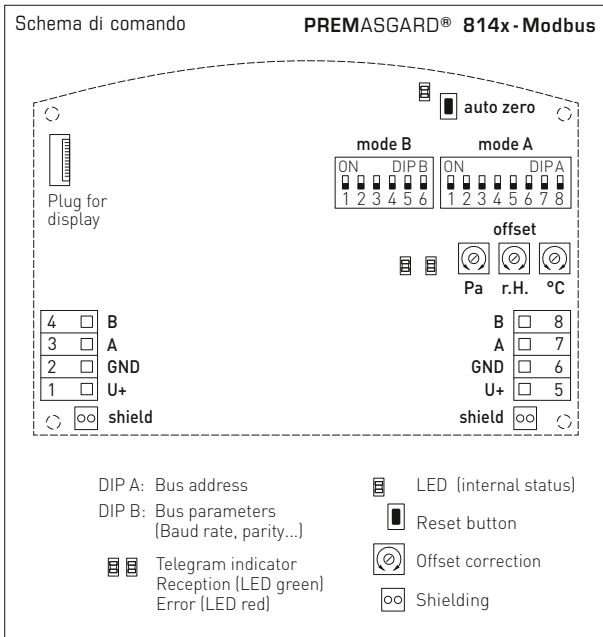 Schema di comando PREMASGARD® 814x - Modbus
auto zero
mode B mode A
ON DIP B ON DIP A
1 2 3 4 5 6 1 2 3 4 5 6 7 8
Plug for
display
offset
Pa r.H. °C
4 B B 8
3 A A 7
2 GND GND 6
1 U+ U+ 5
shield shield
DIP A: Bus address
DIP B: Bus parameters
(Baud rate, parity...)
Telegram indicator
Reception (LED green)
Error (LED red)
LED (internal status)
Reset button
Offset correction
Shielding